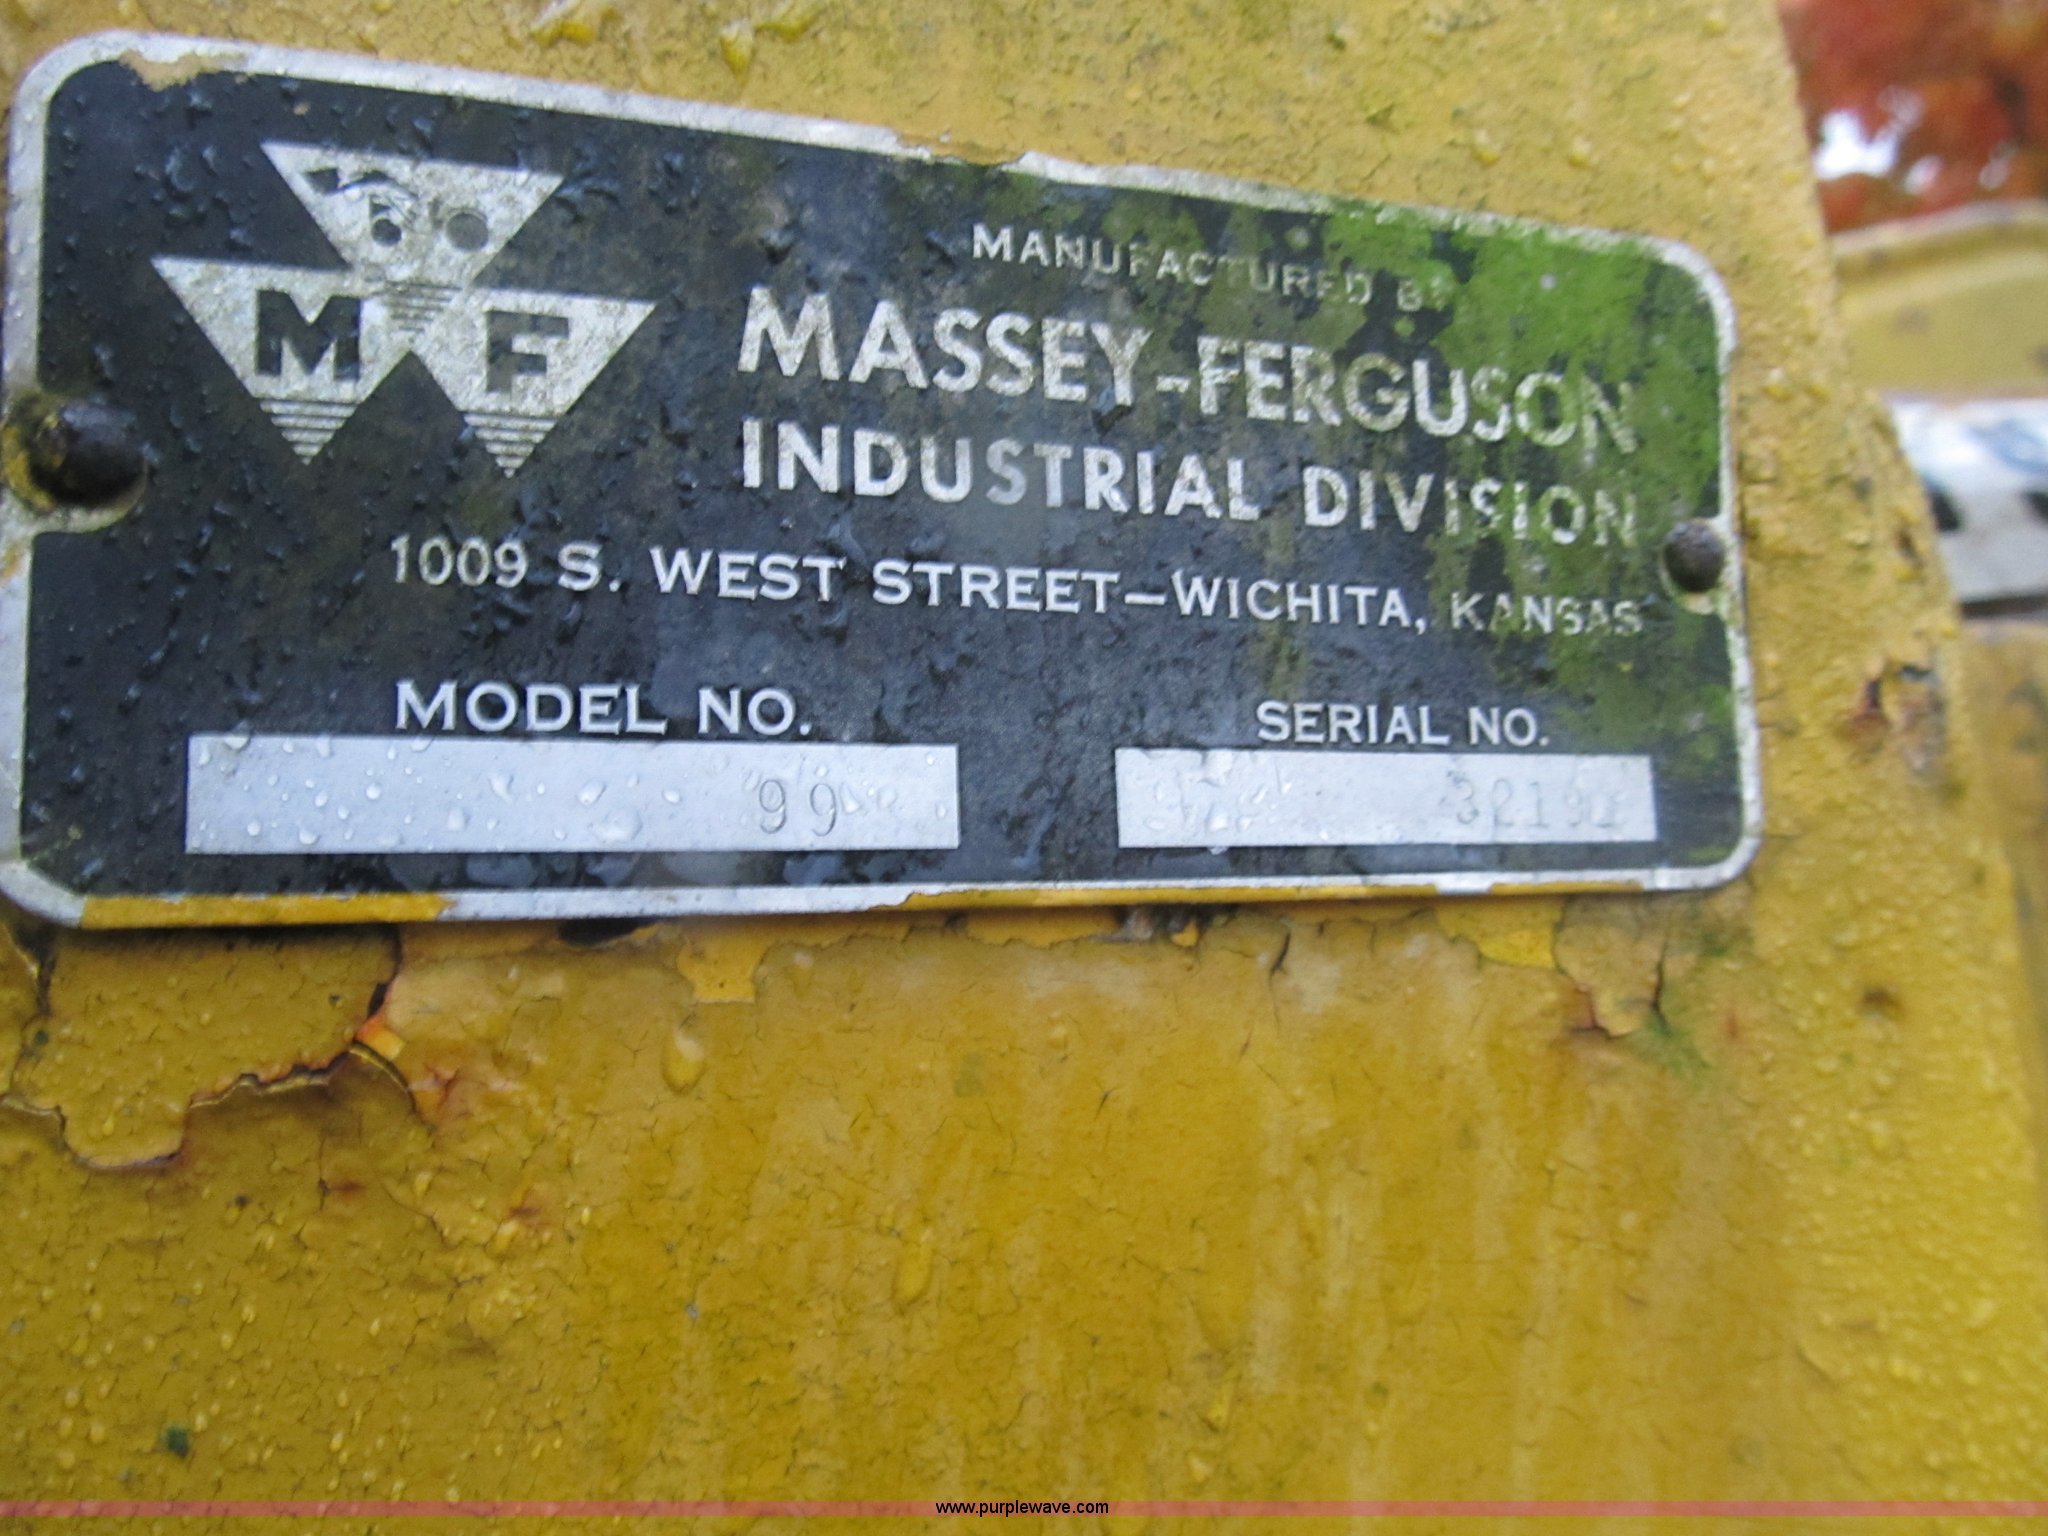 M F
MANUFACTURED BY
MASSEY-FERGUSON
INDUSTRIAL DIVISION
1009 S. WEST STREET—WICHITA, KANSAS
MODEL NO. SERIAL NO.
99 32191
www.purplewave.com